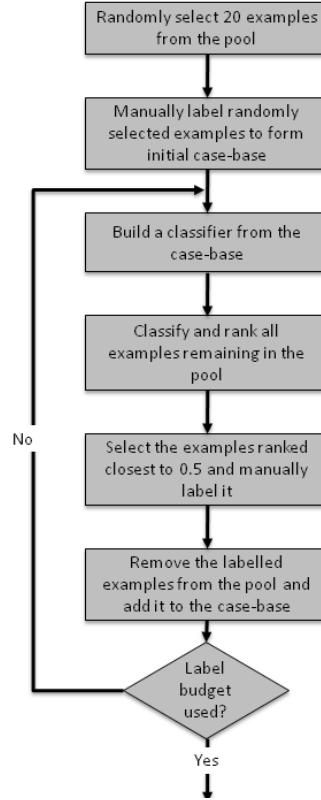 Randomly select 20 examples
from the pool
Manually label randomly
selected examples to form
initial case-base
Build a classifier from the
case-base
Classify and rank all
examples remaining in the
pool
No
Select the examples ranked
closest to 0.5 and manually
label it
Remove the labelled
examples from the pool and
add it to the case-base
Label
budget
used?
Yes